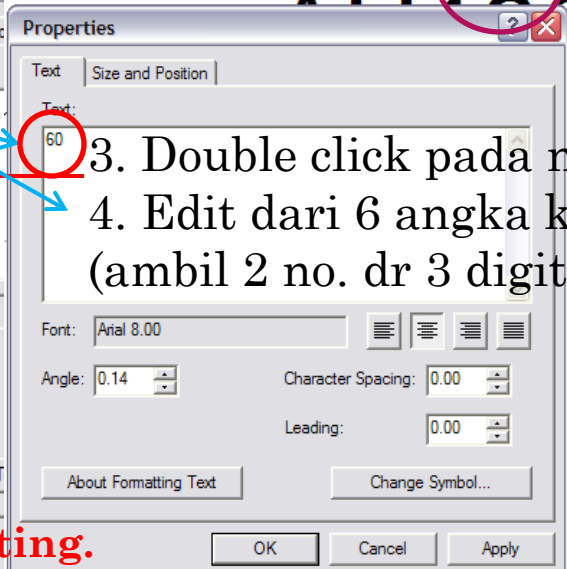 Properties
Text Size and Position
Text:
60
3. Double click pada
4. Edit dari 6 angka
(ambil 2 no. dr 3 digit
Font: Arial 8.00
Angle: 0.14 Character Spacing: 0.00
Leading: 0.00
About Formatting Text Change Symbol...
ting.
OK Cancel Apply